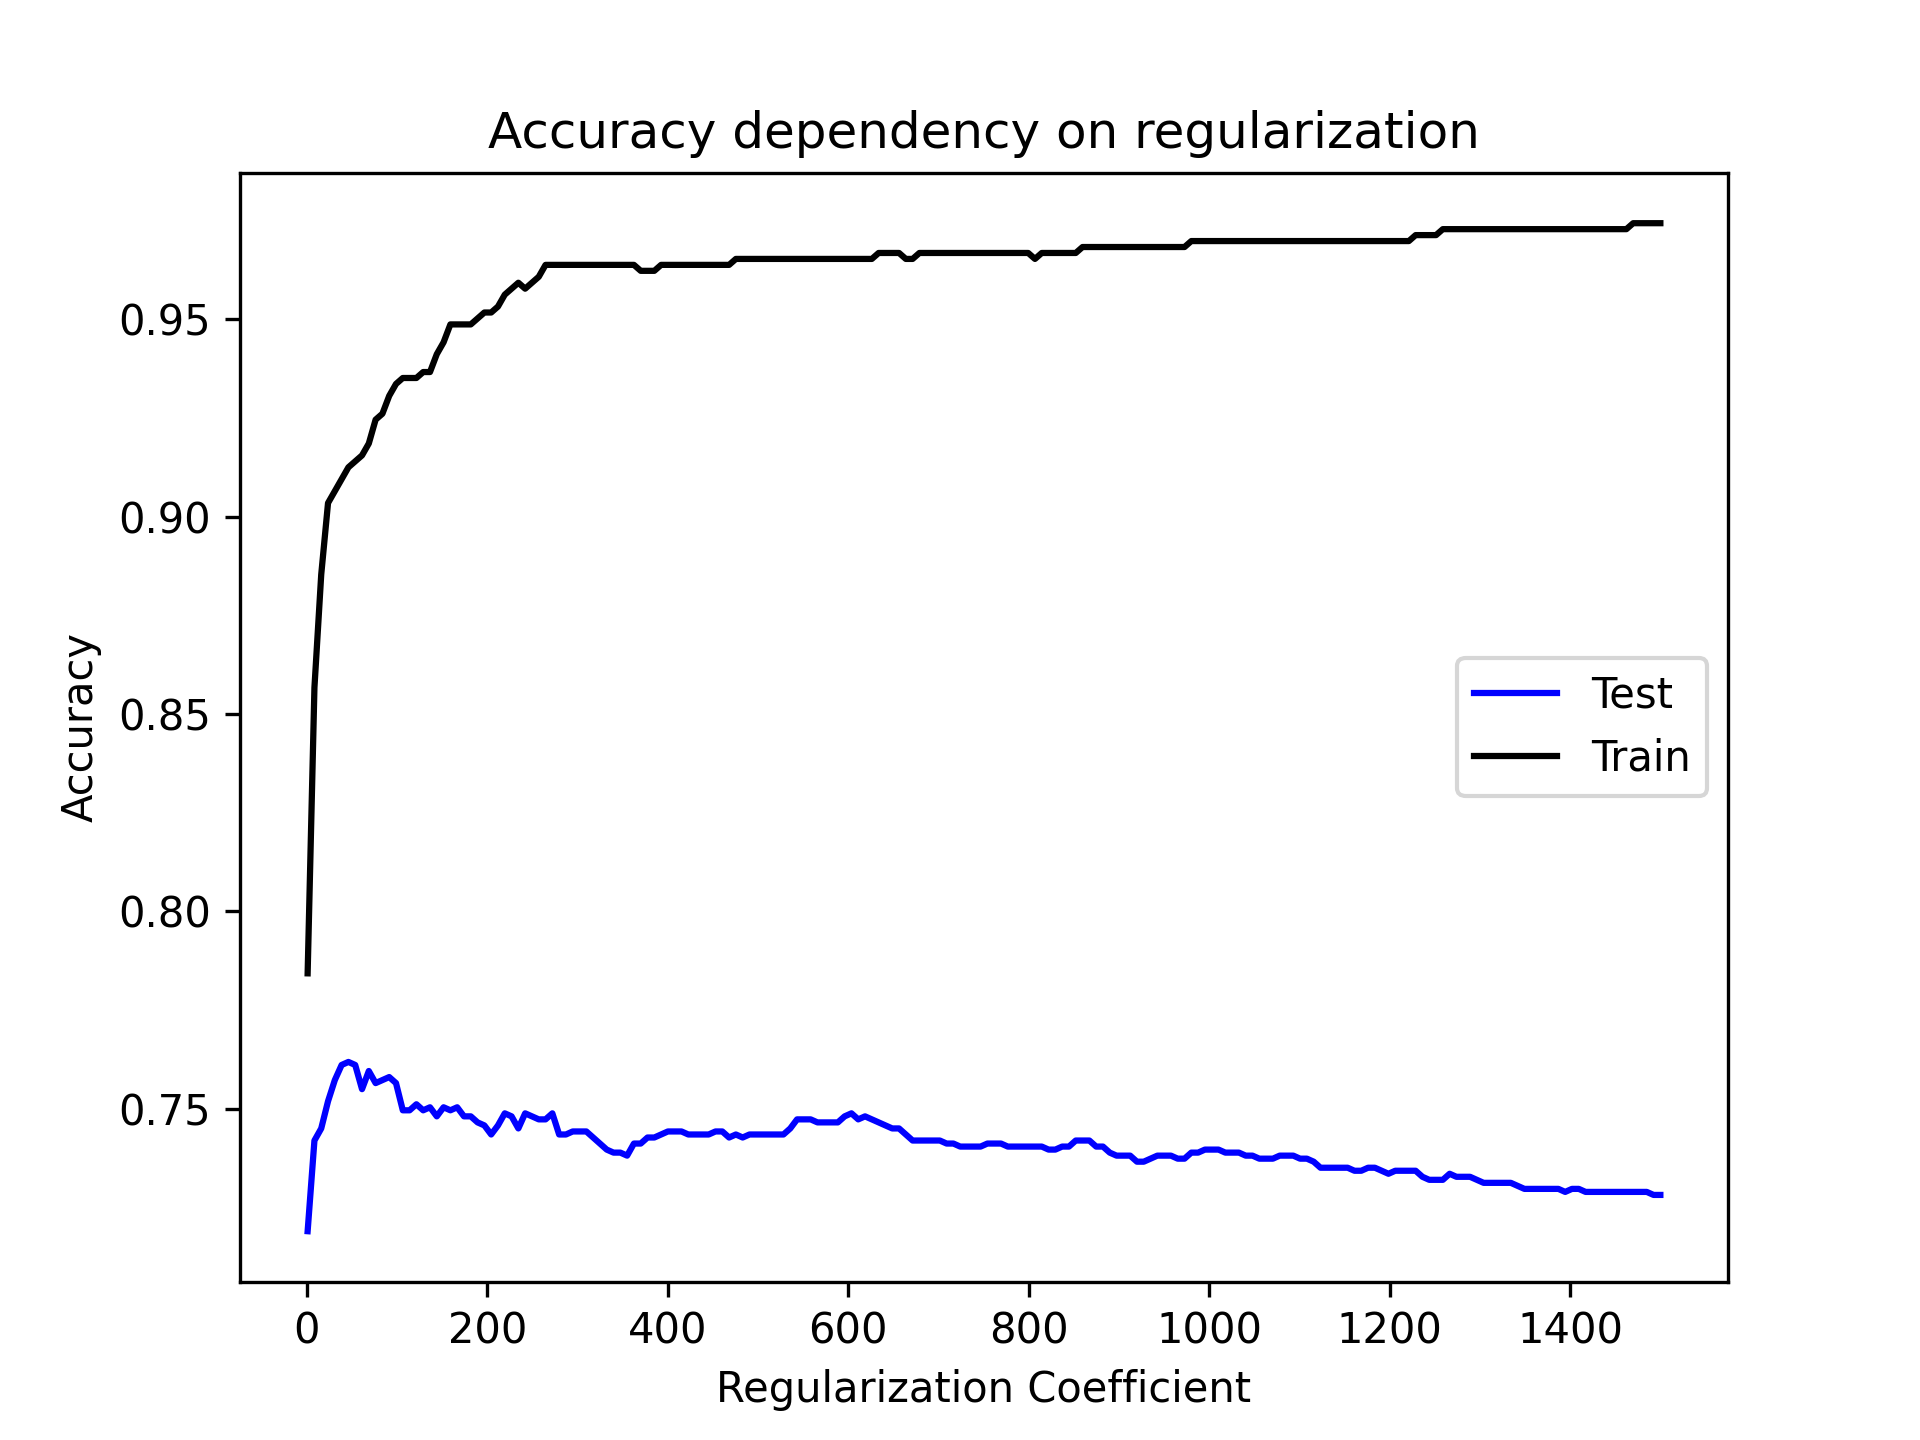 Accuracy dependency on regularization
Accuracy
0.95
0.90
0.85
0.80
0.75
Test
Train
0 200 400 600 800 1000 1200 1400
Regularization Coefficient